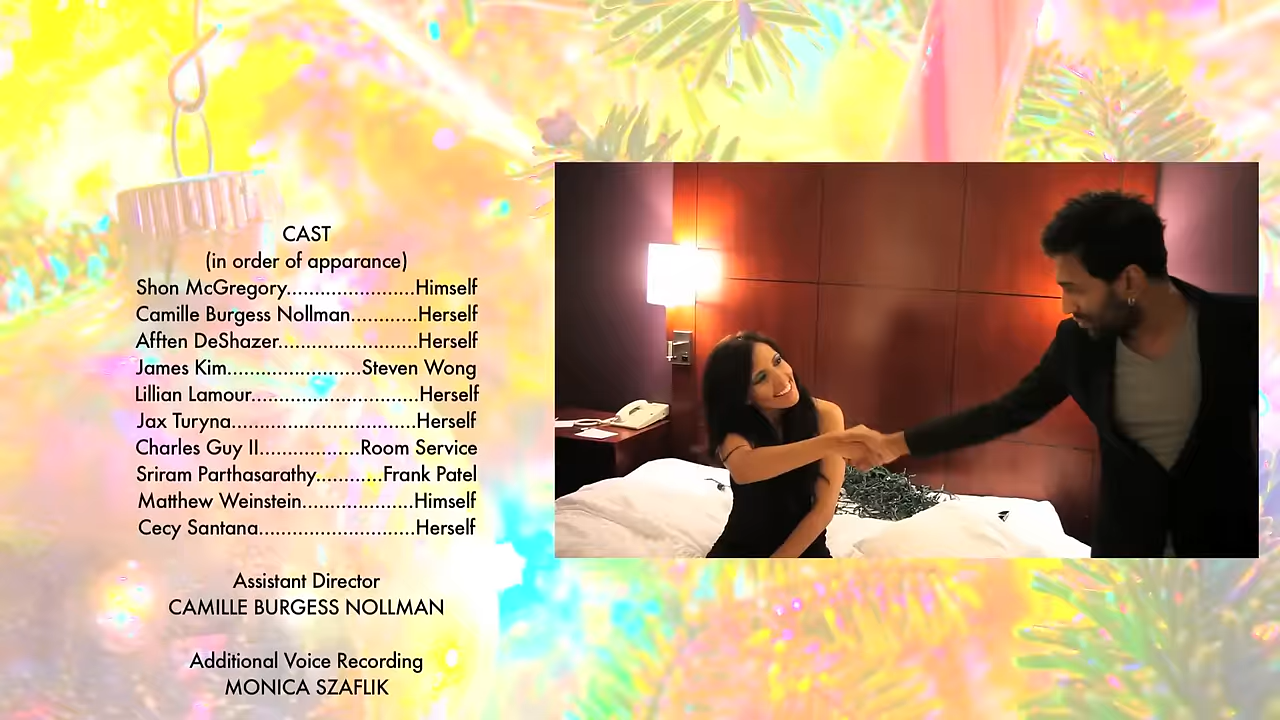 CAST
(in order of apparance)
Shon McGregory.......................Himself
Camille Burgess Nollman............Herself
Afften DeShazer.........................Herself
James Kim........................Steven Wong
Lillian Lamour..............................Herself
Jax Turyna.................................Herself
Charles Guy II..................Room Service
Sriram Parthasarathy............Frank Patel
Matthew Weinstein....................Himself
Cecy Santana............................Herself
Assistant Director
CAMILLE BURGESS NOLLMAN
Additional Voice Recording
MONICA SZAFLIK